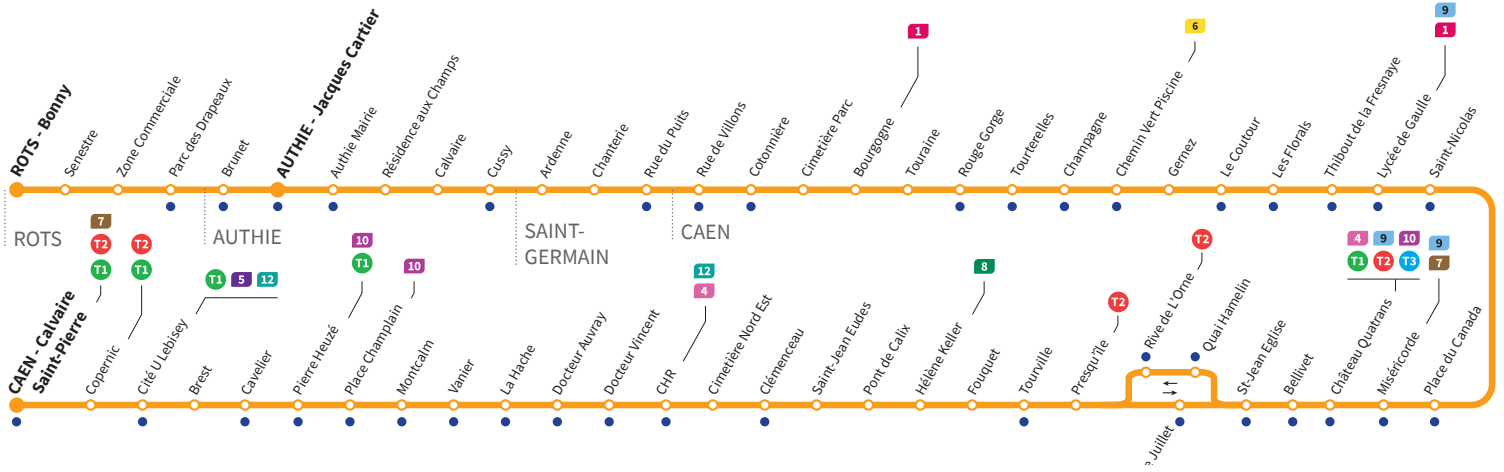 ROTS - Bonny
Senestre
Zone Commerciale
Parc des Drapeaux
Brunet
AUTHIE - Jacques Cartier
Authie Mairie
Résidence aux Champs
Calvaire
Cussy
Ardenne
Chanterie
Rue du Puits
Rue de Villons
Cotonnière
Cimetière Parc
Bourgogne
1
Touraine
Rouge Gorge
Tourterelles
Champagne
Chemin Vert Piscine
6
Gernez
Le Coutour
Les Florals
Thibout de la Fresnaye
Lycée de Gaulle
9
1
Saint-Nicolas
ROTS
AUTHIE
SAINT-
GERMAIN
CAEN
CAEN - Calvaire
Saint-Pierre
7
T2
T1
Copernic
T2
T1
Cité U Lebisey
T1 5 12
Brest
Cavelier
Pierre Heuzé
10
T1
Place Champlain
10
Montcalm
Vanier
La Hache
Docteur Auvray
Docteur Vincent
CHR
12
4
Cimetière Nord Est
Clémenceau
Saint-Jean Eudes
Pont de Calix
Hélène Keller
8
Fouquet
Tourville
Presqu'île
T2
Rive de L'Orne
T2
Quai Hamelin
Juillet
St-Jean Eglise
Bellivet
Château Quatrans
4 9 10
T1 T2 T3
Miséricorde
9
7
Place du Canada